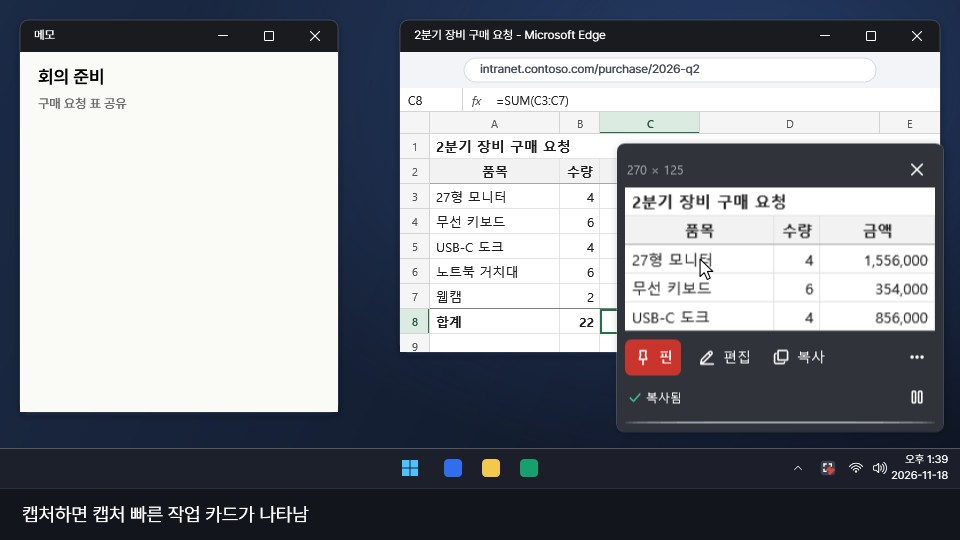 메모
회의 준비
구매 요청 표 공유
2분기 장비 구매 요청 - Microsoft Edge
intranet.contoso.com/purchase/2026-q2
C8 fx =SUM(C3:C7)
A B C D E
1 2분기 장비 구매 요청
2 품목 수량
3 27형 모니터 4
4 무선 키보드 6
5 USB-C 도크 4
6 노트북 거치대 6
7 웹캠 2
8 합계 22
9
270 × 125
2분기 장비 구매 요청
품목 수량 금액
27형 모니터 4 1,556,000
무선 키보드 6 354,000
USB-C 도크 4 856,000
핀 편집 복사
복사됨
오후 1:39
2026-11-18
캡처하면 캡처 빠른 작업 카드가 나타남